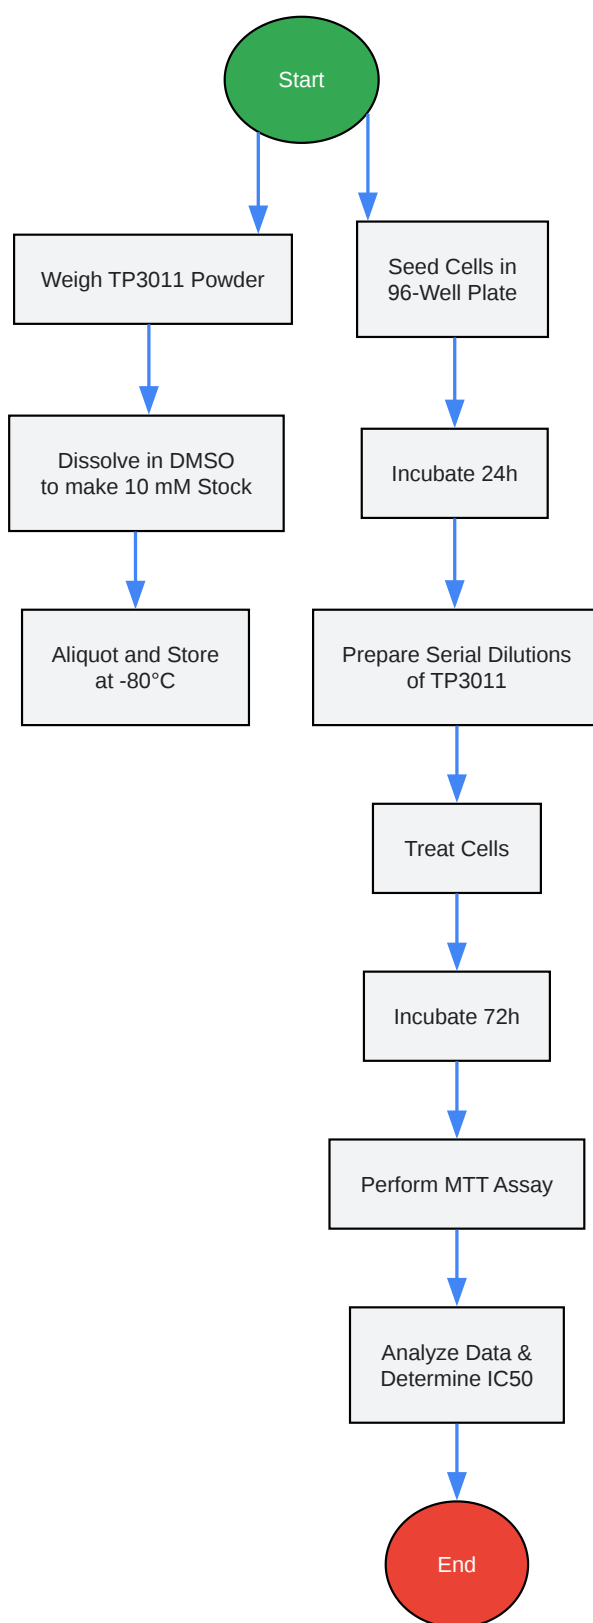 Start
Weigh TP3011 Powder
Dissolve in DMSO
to make 10 mM Stock
Aliquot and Store
at -80°C
Seed Cells in
96-Well Plate
Incubate 24h
Prepare Serial Dilutions
of TP3011
Treat Cells
Incubate 72h
Perform MTT Assay
Analyze Data &
Determine IC50
End